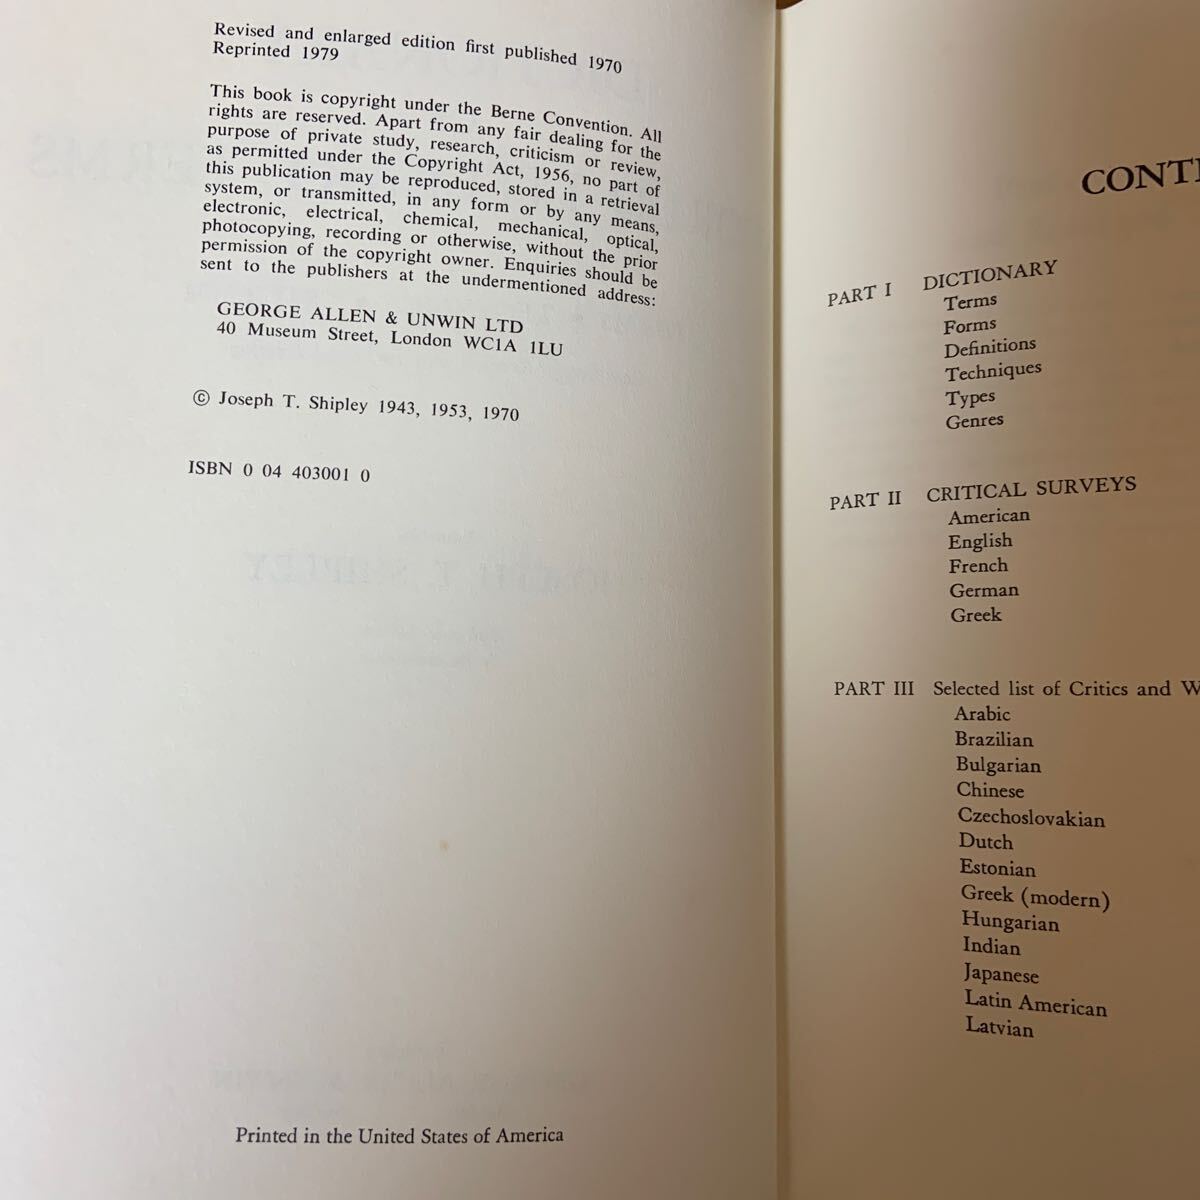 Revised and enlarged edition first published 1970
Reprinted 1979
This book is copyright under the Berne Convention. All
rights are reserved. Apart from any fair dealing for the
purpose of private study, research, criticism or review,
as permitted under the Copyright Act, 1956, no part of
this publication may be reproduced, stored in a retrieval
system, or transmitted, in any form or by any means,
electronic, electrical, chemical, mechanical, optical,
photocopying, recording or otherwise, without the prior
permission of the copyright owner. Enquiries should be
sent to the publishers at the undermentioned address:
GEORGE ALLEN & UNWIN LTD
40 Museum Street, London WC1A 1LU
© Joseph T. Shipley 1943, 1953, 1970
ISBN 0 04 403001 0
Printed in the United States of America
CONTE
PART I DICTIONARY
Terms
Forms
Definitions
Techniques
Types
Genres
PART II CRITICAL SURVEYS
American
English
French
German
Greek
PART III Selected list of Critics and W
Arabic
Brazilian
Bulgarian
Chinese
Czechoslovakian
Dutch
Estonian
Greek (modern)
Hungarian
Indian
Japanese
Latin American
Latvian